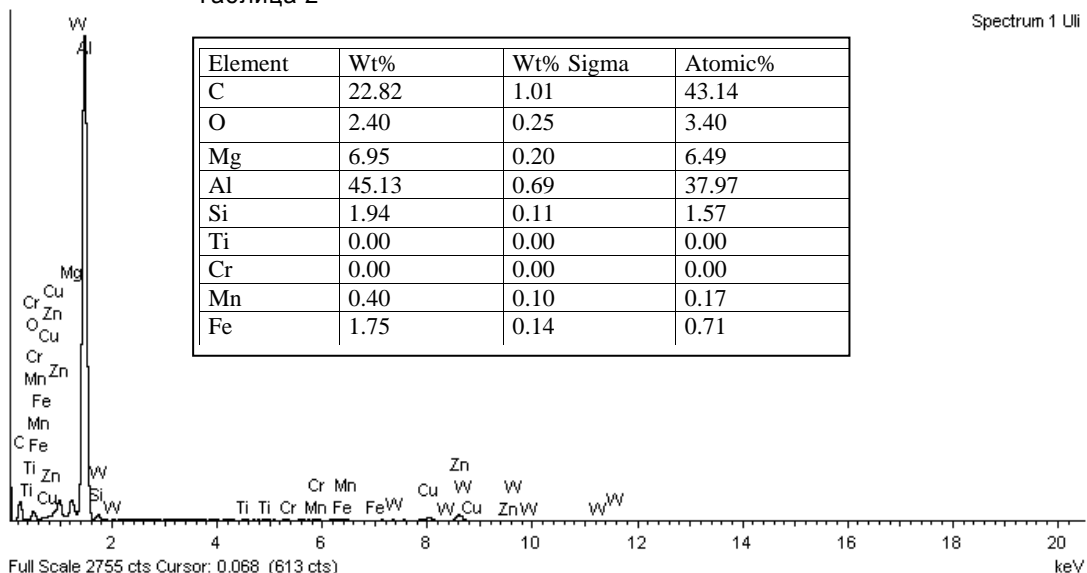 Таблица 2
Spectrum 1 Uli
Element Wt% Wt% Sigma Atomic%
C 22.82 1.01 43.14
O 2.40 0.25 3.40
Mg 6.95 0.20 6.49
Al 45.13 0.69 37.97
Si 1.94 0.11 1.57
Ti 0.00 0.00 0.00
Cr 0.00 0.00 0.00
Mn 0.40 0.10 0.17
Fe 1.75 0.14 0.71
W
Al
Mg
Cu
Cr
Zn
O
Cu
Cr
Zn
Mn
Fe
Mn
C Fe
Ti Zn W
Ti Cu Si W
Zn
Cr Mn Cu W W
Ti Ti Cr Mn Fe Fe W W Cu Zn W W W
2 4 6 8 10 12 14 16 18 20
Full Scale 2755 cts Cursor: 0.068 (613 cts) keV